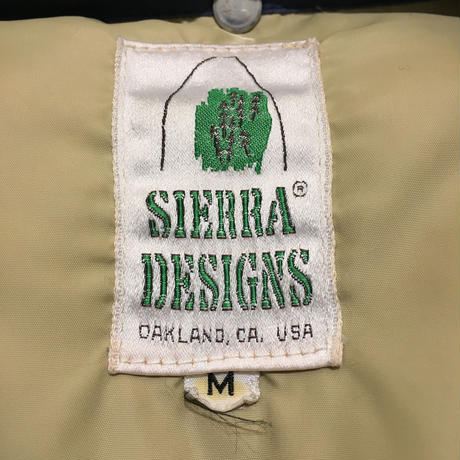 SIERRA®
DESIGNS
OAKLAND, CA. USA
M